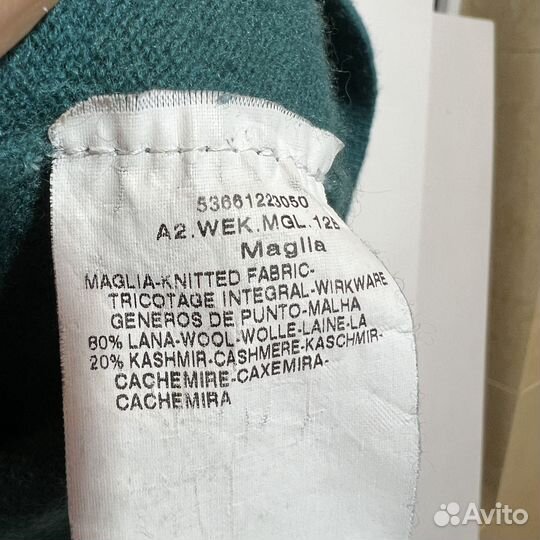 53661223050
A2.WEK.MGL.125
Maglia
MAGLIA-KNITTED FABRIC-
TRICOTAGE INTEGRAL-WIRKWARE
GENEROS DE PUNTO-MALHA
80% LANA-WOOL-WOLLE-LAINE-LA
20% KASHMIR-CASHMERE-KASCHMIR-
CACHEMIRE-CAXEMIRA-
CACHEMIRA
Avito